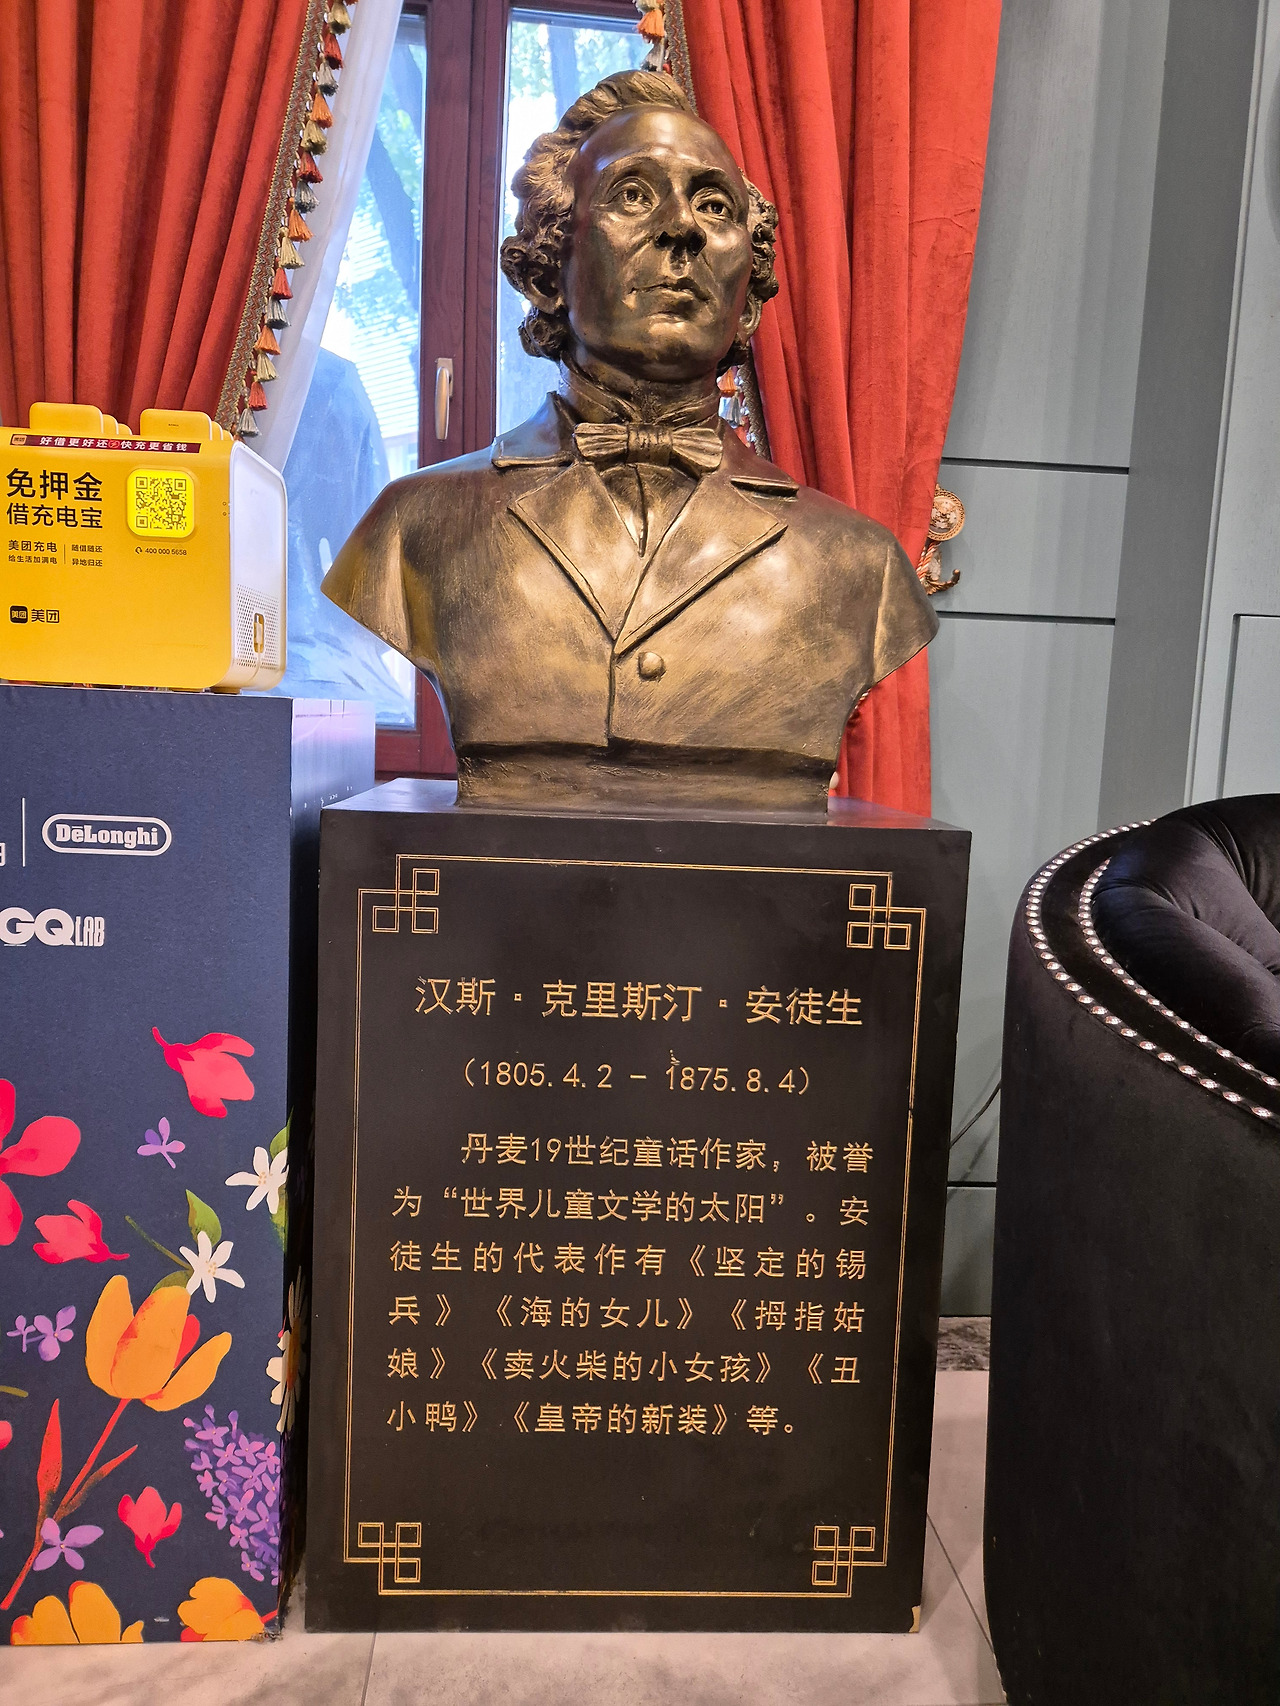 好借更好还 快充更省钱
免押金
借充电宝
美团充电
给生活加满电
随借随还
异地归还
400 000 5658
美团 美团
DeLonghi
GQ LAB
汉斯·克里斯汀·安徒生
（1805.4.2 - 1875.8.4）
丹麦19世纪童话作家，被誉
为“世界儿童文学的太阳”。安
徒生的代表作有《坚定的锡
兵》《海的女儿》《拇指姑
娘》《卖火柴的小女孩》《丑
小鸭》《皇帝的新装》等。